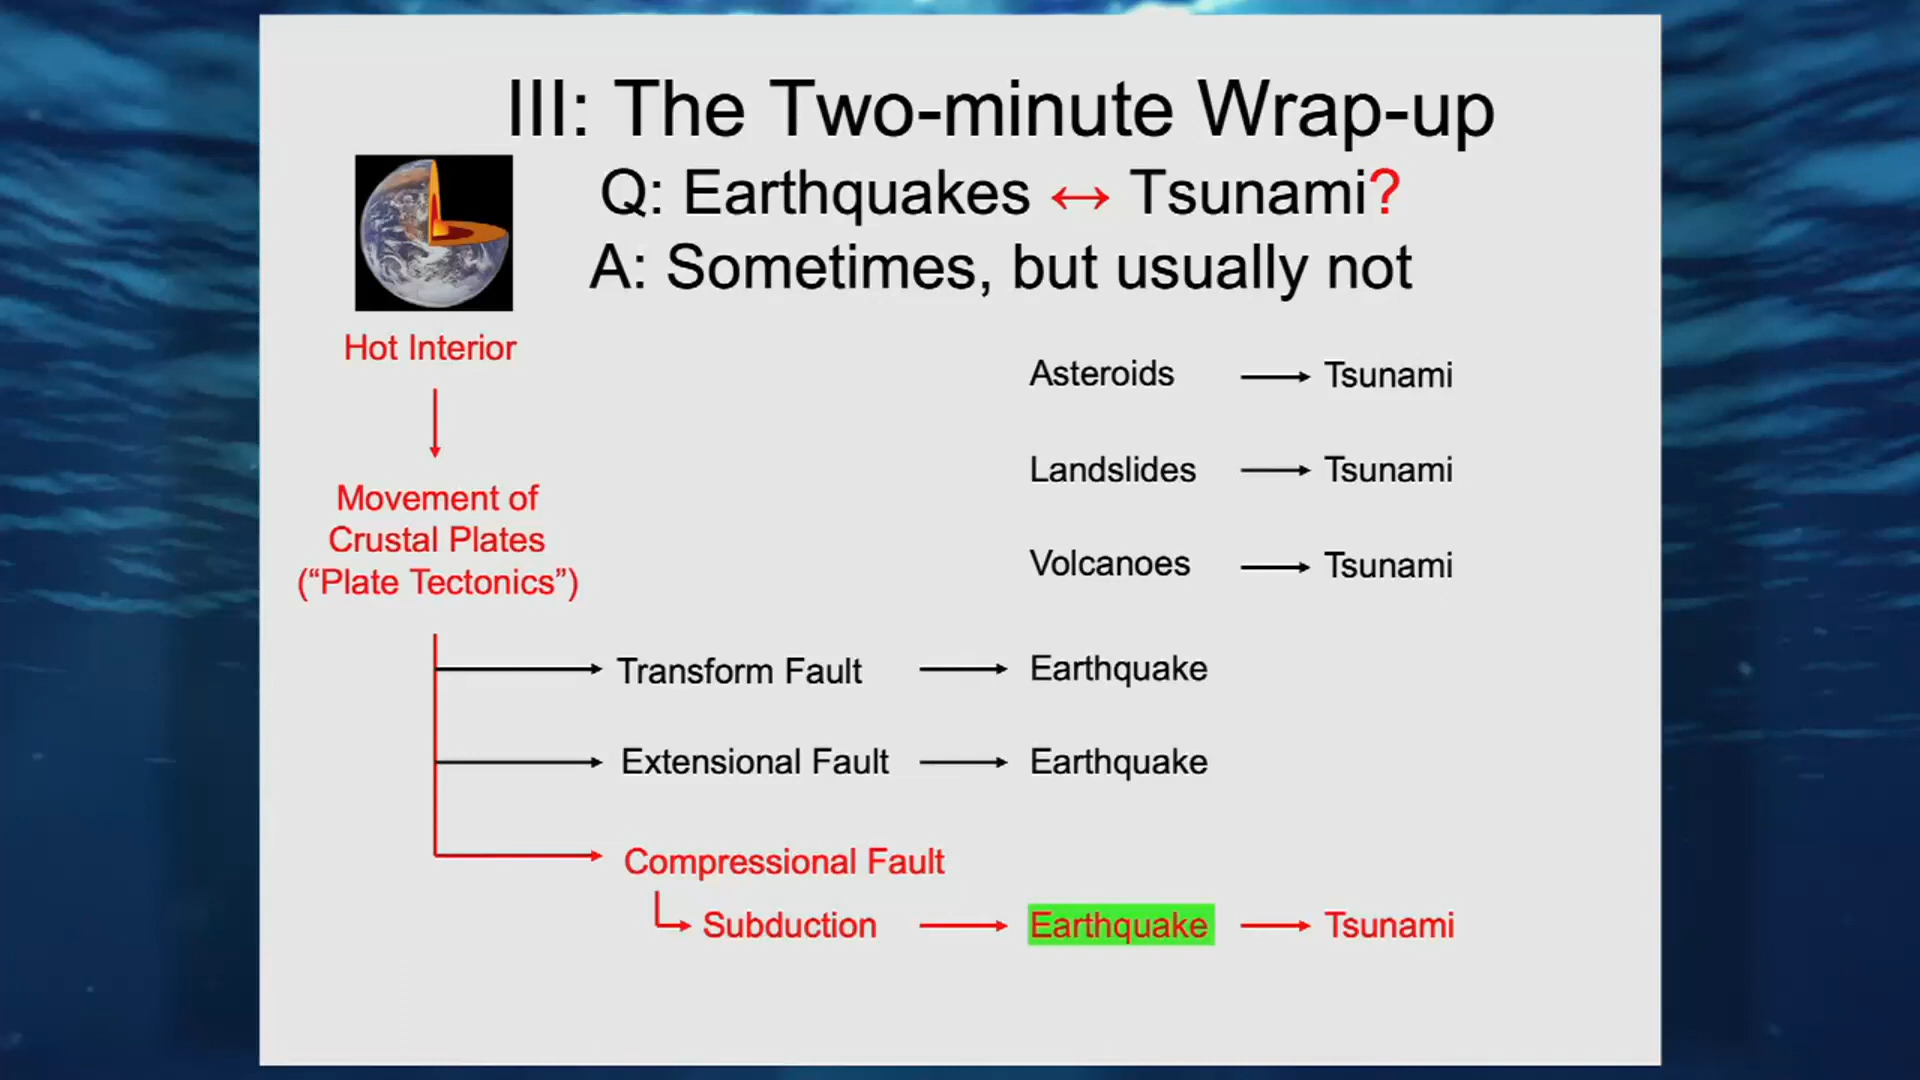 III: The Two-minute Wrap-up
Q: Earthquakes ↔ Tsunami?
A: Sometimes, but usually not
Hot Interior
Movement of
Crustal Plates
(“Plate Tectonics”)
Asteroids → Tsunami
Landslides → Tsunami
Volcanoes → Tsunami
Transform Fault → Earthquake
Extensional Fault → Earthquake
Compressional Fault
Subduction → Earthquake → Tsunami